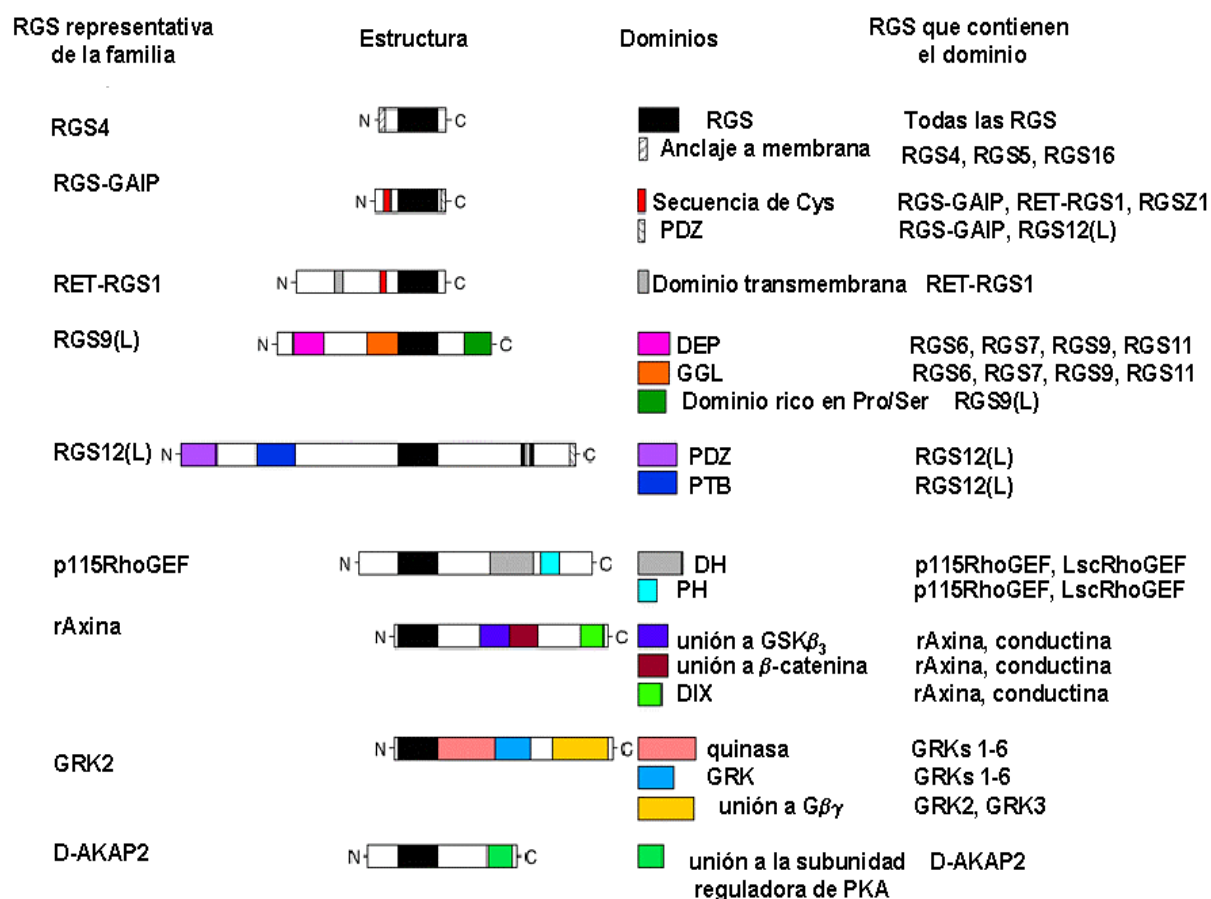 RGS representativa
de la familia
Estructura
Dominios
RGS que contienen
el dominio
RGS4
N
C
RGS
Todas las RGS
Anclaje a membrana
RGS4, RGS5, RGS16
RGS-GAIP
N
C
Secuencia de Cys
RGS-GAIP, RET-RGS1, RGSZ1
PDZ
RGS-GAIP, RGS12(L)
RET-RGS1
N
C
Dominio transmembrana
RET-RGS1
RGS9(L)
N
C
DEP
RGS6, RGS7, RGS9, RGS11
GGL
RGS6, RGS7, RGS9, RGS11
Dominio rico en Pro/Ser
RGS9(L)
RGS12(L)
N
C
PDZ
RGS12(L)
PTB
RGS12(L)
p115RhoGEF
N
C
DH
p115RhoGEF, LscRhoGEF
PH
p115RhoGEF, LscRhoGEF
rAxina
N
C
unión a GSKβ₃
rAxina, conductina
unión a β-catenina
rAxina, conductina
DIX
rAxina, conductina
GRK2
N
C
quinasa
GRKs 1-6
GRK
GRKs 1-6
unión a Gβγ
GRK2, GRK3
D-AKAP2
N
C
unión a la subunidad
reguladora de PKA
D-AKAP2